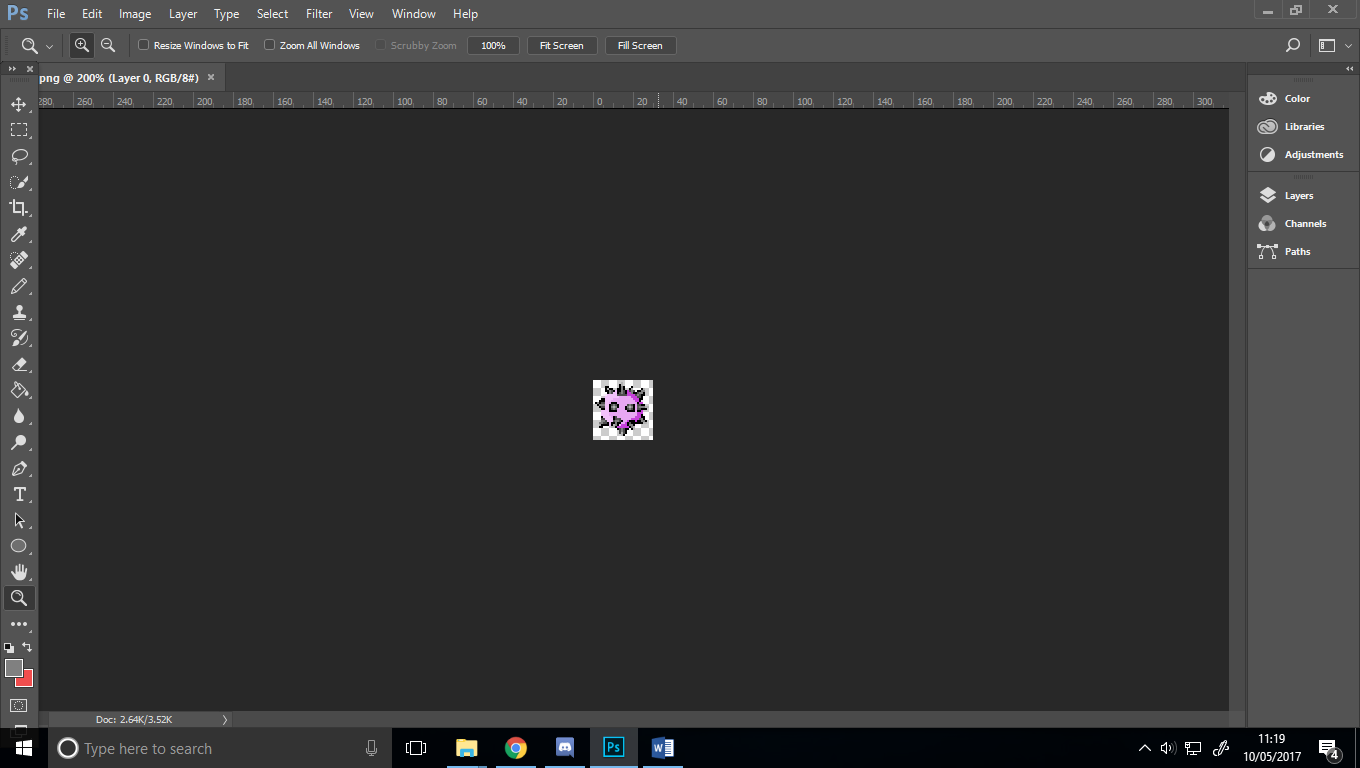 Ps File Edit Image Layer Type Select Filter View Window Help
Resize Windows to Fit Zoom All Windows Scrubby Zoom 100% Fit Screen Fill Screen
png @ 200% (Layer 0, RGB/8#) ×
280 260 240 220 200 180 160 140 120 100 80 60 40 20 0 20 40 60 80 100 120 140 160 180 200 220 240 260 280 300
Color
Libraries
Adjustments
Layers
Channels
Paths
T
Doc: 2.64K/3.52K
Type here to search
Ps
W
11:19
10/05/2017
4